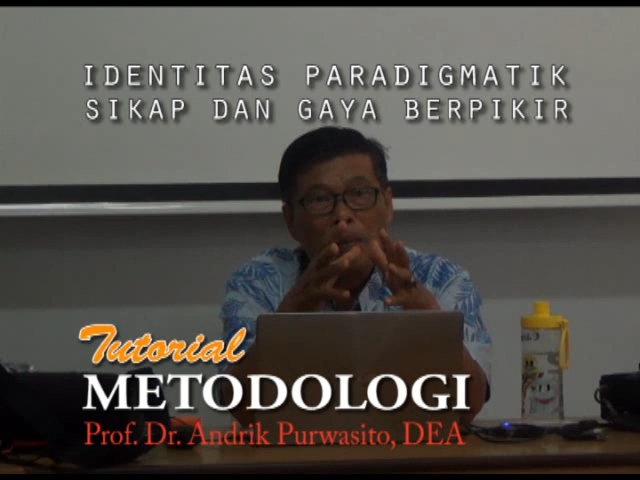 IDENTITAS PARADIGMATIK
SIKAP DAN GAYA BERPIKIR
Tutorial
METODOLOGI
Prof. Dr. Andrik Purwasito, DEA